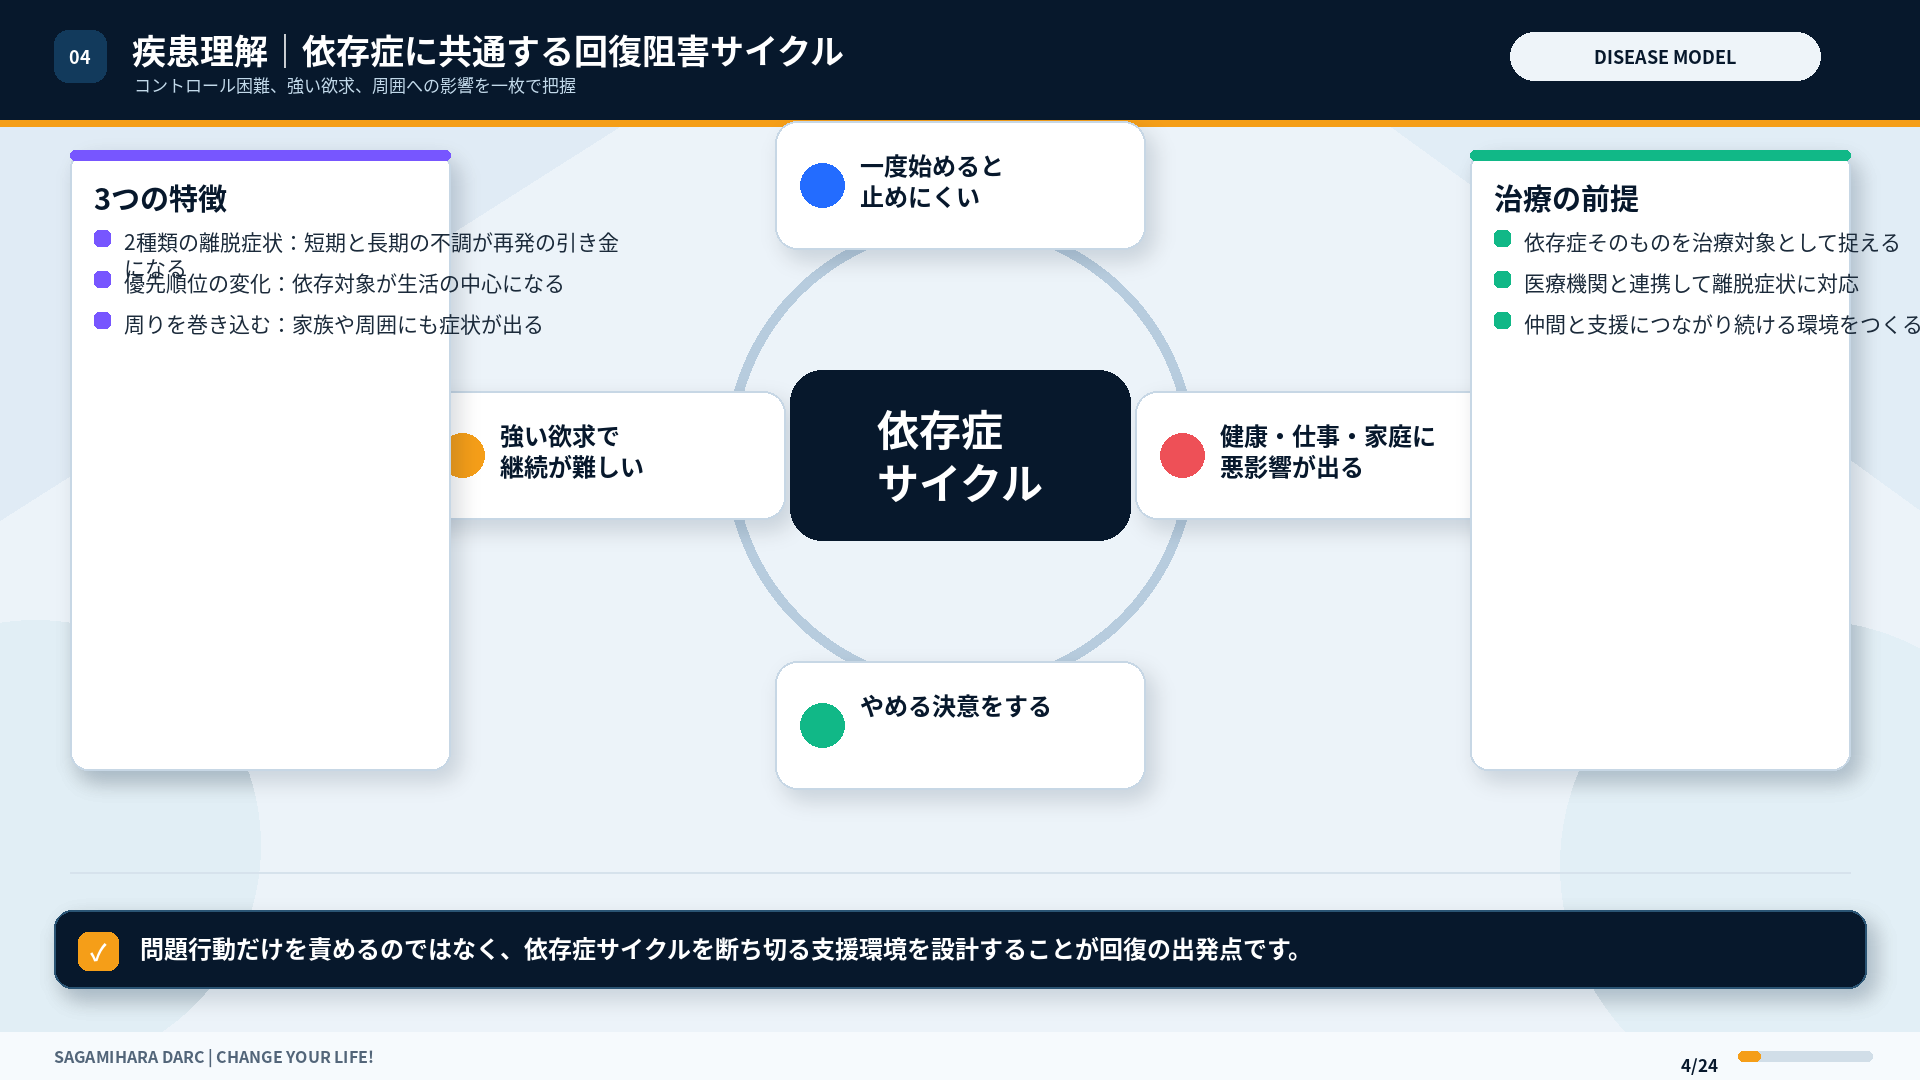 04
疾患理解｜依存症に共通する回復阻害サイクル
コントロール困難、強い欲求、周囲への影響を一枚で把握
DISEASE MODEL
3つの特徴
2種類の離脱症状：短期と長期の不調が再発の引き金
になる
優先順位の変化：依存対象が生活の中心になる
周りを巻き込む：家族や周囲にも症状が出る
一度始めると
止めにくい
強い欲求で
継続が難しい
依存症
サイクル
健康・仕事・家庭に
悪影響が出る
やめる決意をする
治療の前提
依存症そのものを治療対象として捉える
医療機関と連携して離脱症状に対応
仲間と支援につながり続ける環境をつくる
✓ 問題行動だけを責めるのではなく、依存症サイクルを断ち切る支援環境を設計することが回復の出発点です。
SAGAMIHARA DARC | CHANGE YOUR LIFE!
4/24